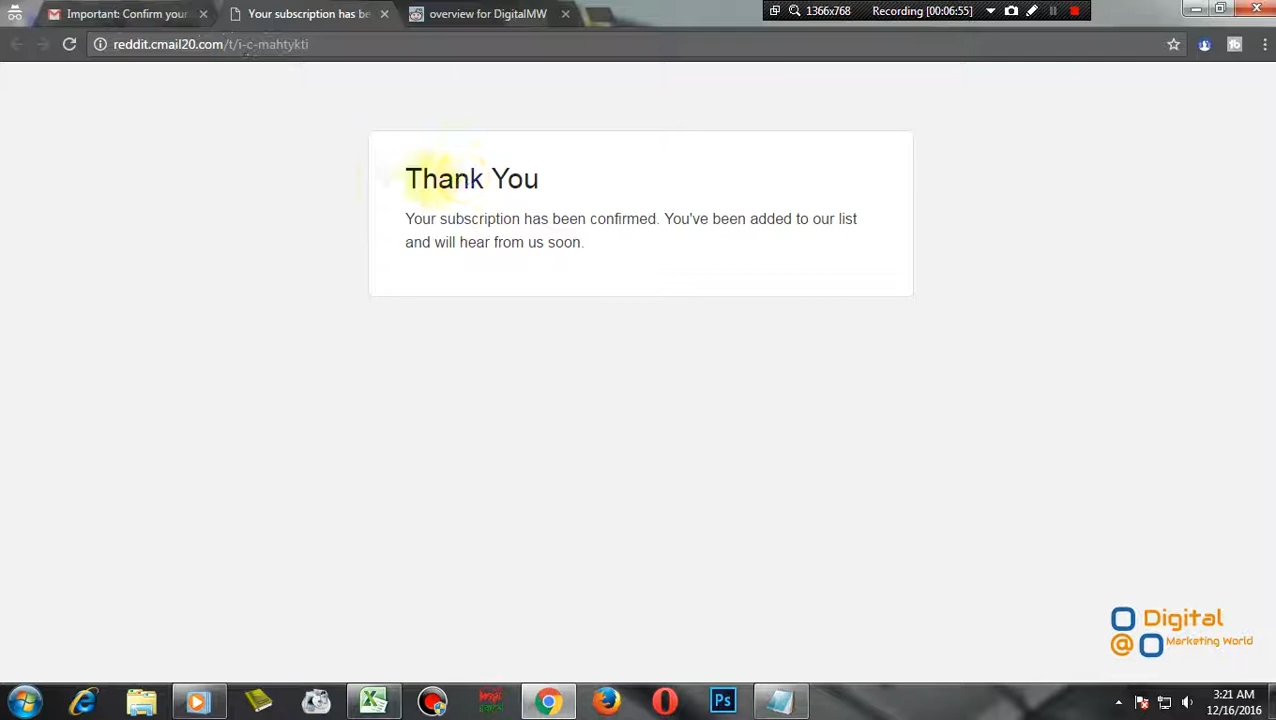 Important: Confirm your
Your subscription has be
overview for DigitalMW
1366x768
Recording [00:06:55]
reddit.cmail20.com/t/i-c-mahtykti
Thank You
Your subscription has been confirmed. You've been added to our list
and will hear from us soon.
Digital
@ Marketing World
Ps
3:21 AM
12/16/2016